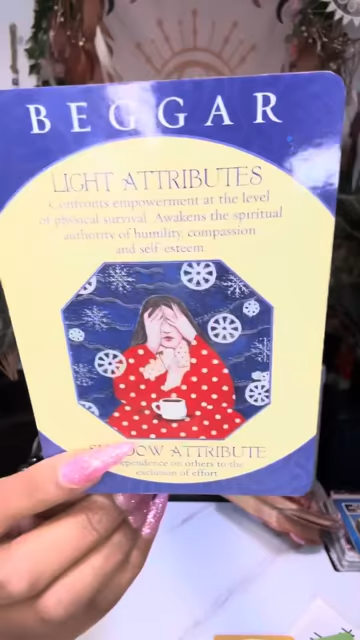 BEGGAR
LIGHT ATTRIBUTES
Confronts empowerment at the level
of physical survival. Awakens the spiritual
authority of humility, compassion
and self-esteem.
SHADOW ATTRIBUTE
Dependence on others to the
exclusion of effort